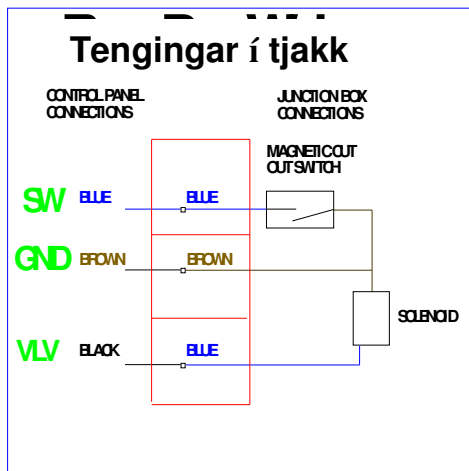 Tengingar í tjakk
CONTROL PANEL
CONNECTIONS
JUNCTION BOX
CONNECTIONS
MAGNETIC OUT
OUT SWITCH
SW BLUE BLUE
GND BROWN BROWN
SOLENOID
VLV BLACK BLUE